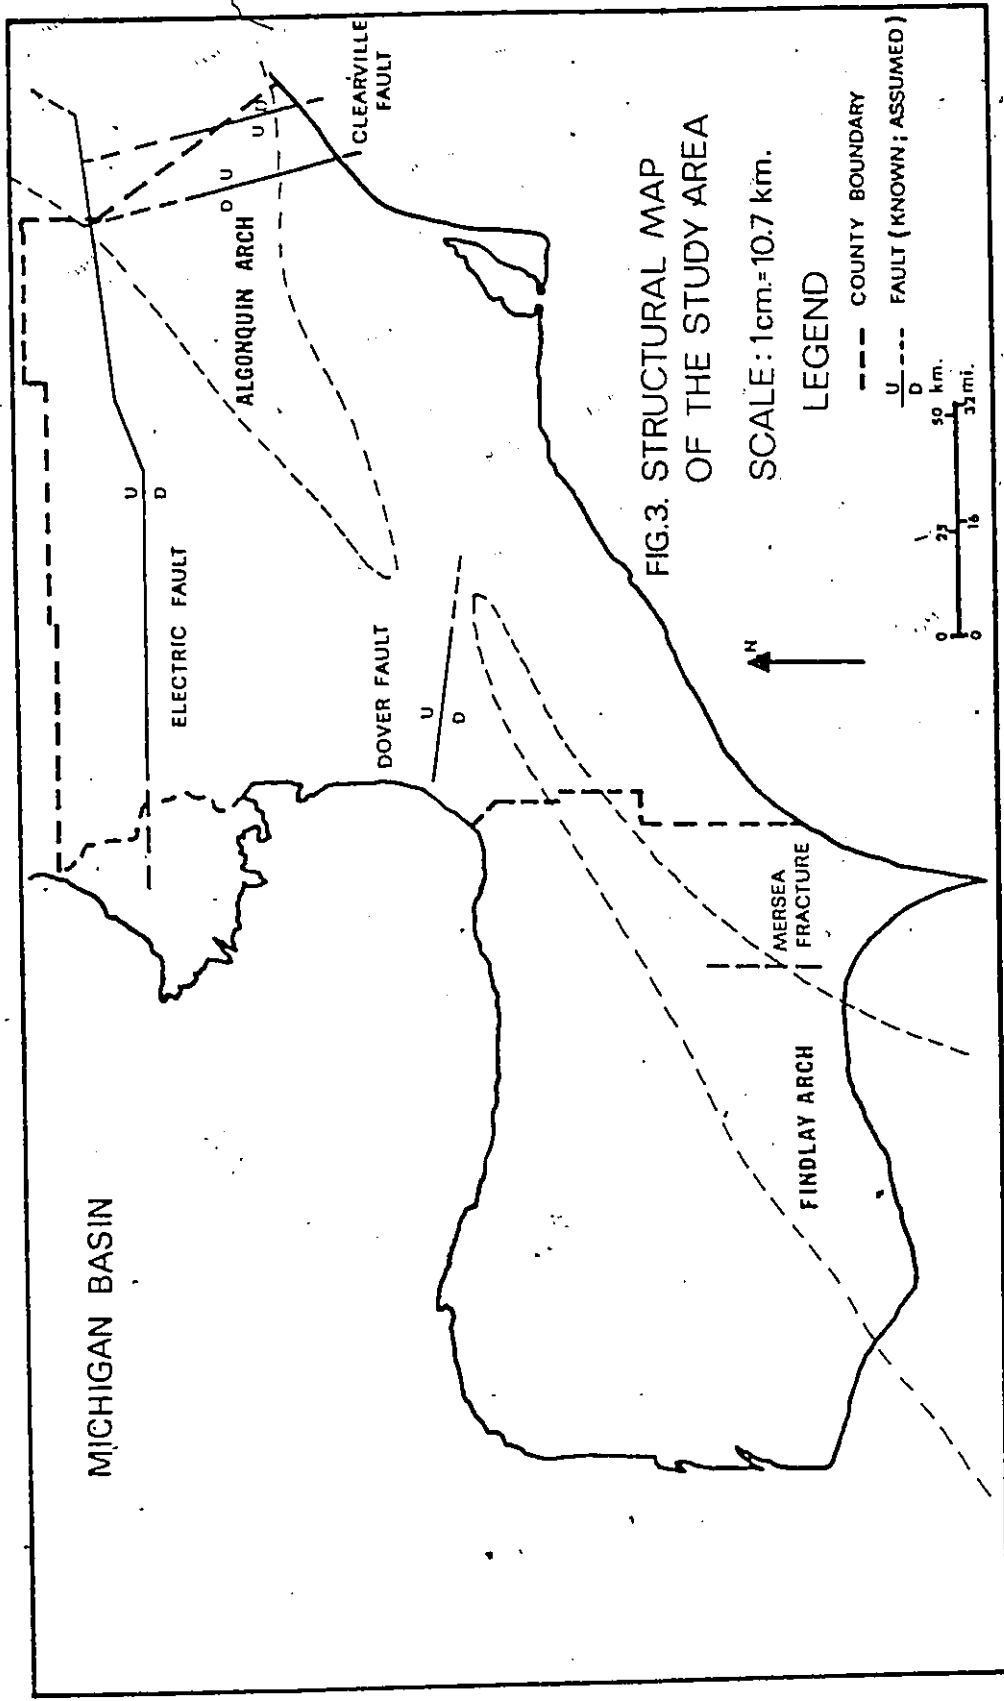 MICHIGAN BASIN
ELECTRIC FAULT
U
D
ALGONQUIN ARCH
D U
U D
CLEARVILLE
FAULT
DOVER FAULT
U
D
MERSEA
FRACTURE
FINDLAY ARCH
FIG.3. STRUCTURAL MAP
OF THE STUDY AREA
SCALE: 1cm.=10.7 km.
LEGEND
COUNTY BOUNDARY
U
D
FAULT (KNOWN; ASSUMED)
N
0 25 50 km.
0 16 32 mi.